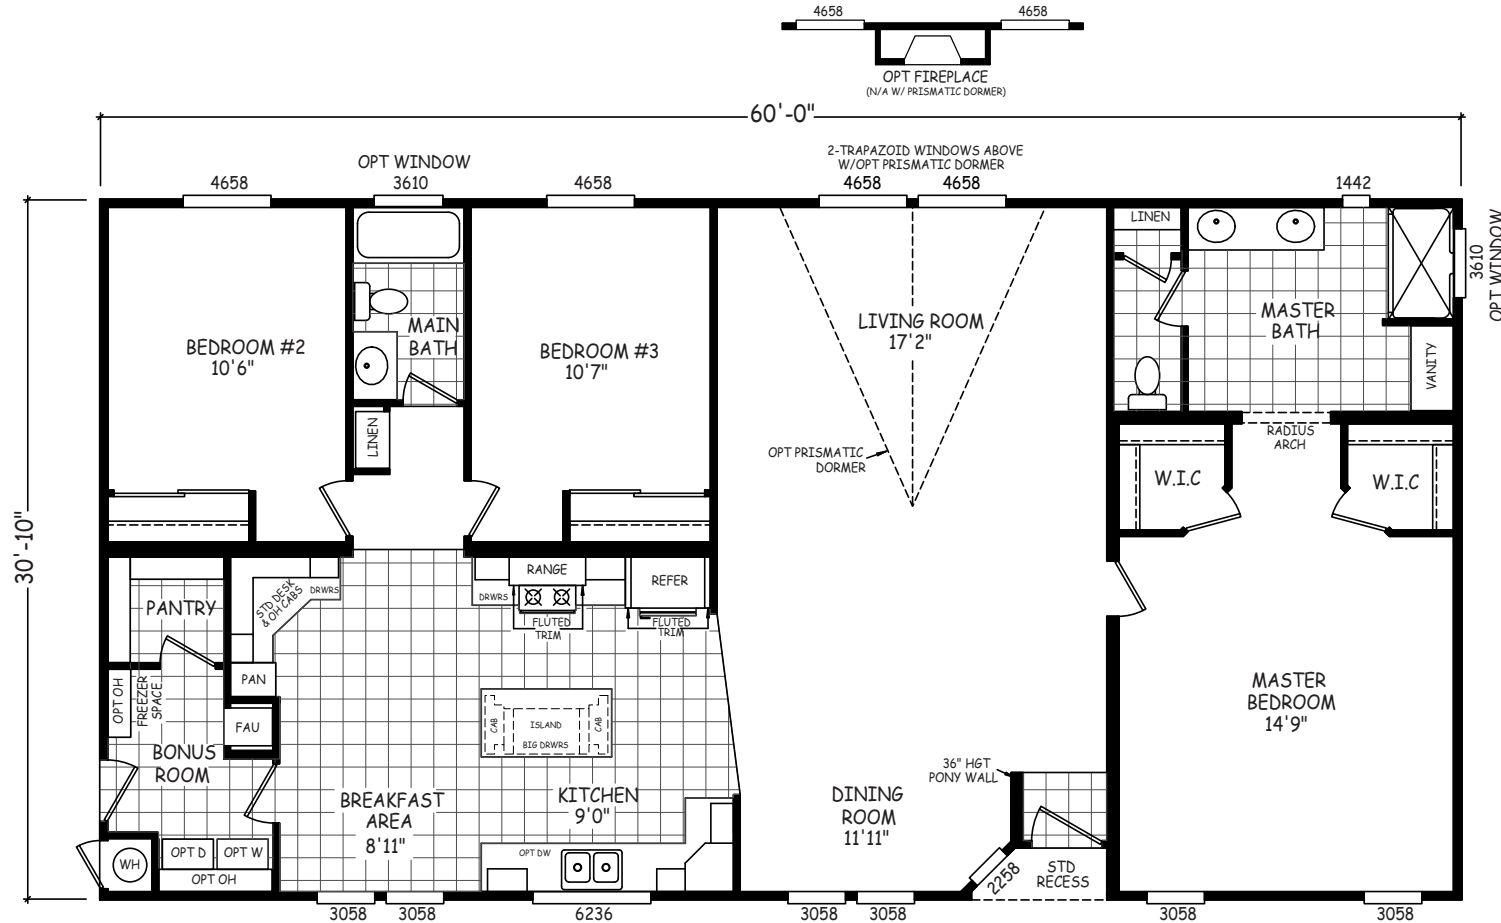 4658
4658
OPT FIREPLACE
(N/A W/ PRISMATIC DORMER)
60'-0"
2-TRAPAZOID WINDOWS ABOVE
W/OPT PRISMATIC DORMER
OPT WINDOW
4658
3610
4658
4658
4658
1442
3610
OPT WINDOW
LINEN
BEDROOM #2
10'6"
MAIN
BATH
BEDROOM #3
10'7"
LIVING ROOM
17'2"
MASTER
BATH
VANITY
LINEN
OPT PRISMATIC
DORMER
RADIUS
ARCH
W.I.C
W.I.C
30'-10"
PANTRY
STD DESK
& OH CABS
DRWRS
DRWRS
RANGE
REFER
FLUTED
TRIM
FLUTED
TRIM
OPT OH
FREEZER
SPACE
PAN
FAU
CAB
ISLAND
BIG DRWRS
CAB
MASTER
BEDROOM
14'9"
BONUS
ROOM
36" HGT
PONY WALL
BREAKFAST
AREA
8'11"
KITCHEN
9'0"
DINING
ROOM
11'11"
WH
OPT D
OPT W
OPT OH
OPT DW
2258
STD
RECESS
3058
3058
6236
3058
3058
3058
3058